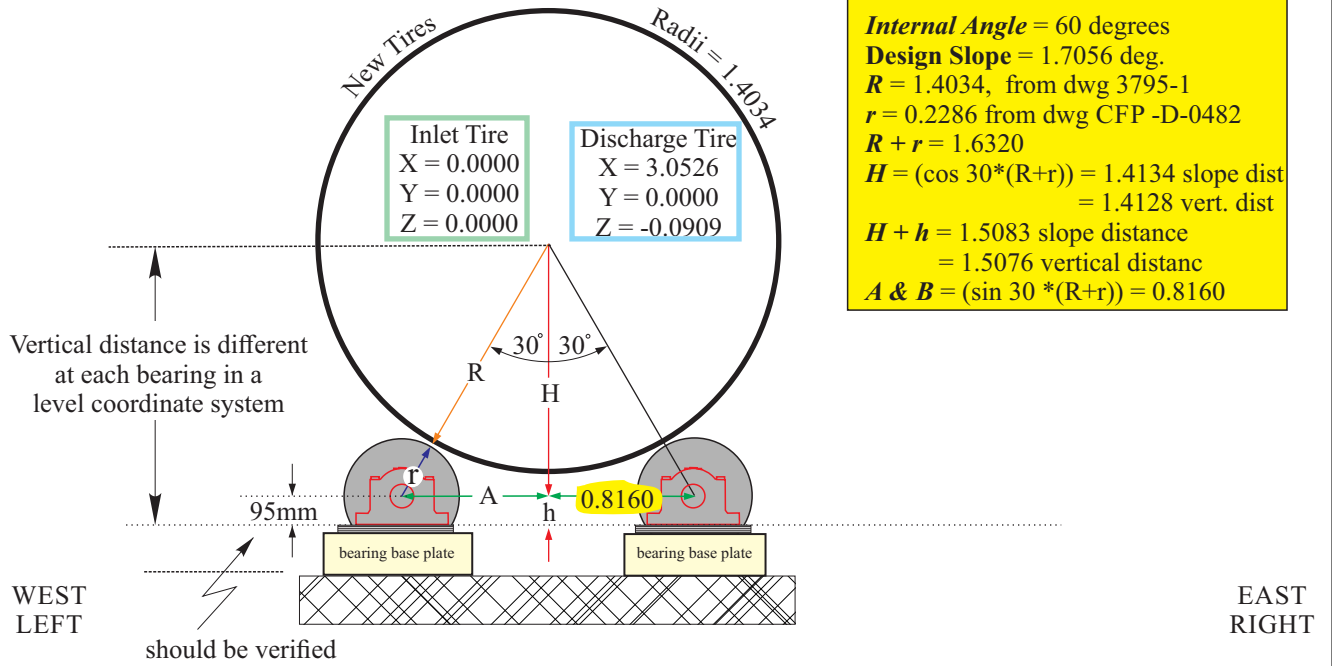 New Tires
Radii = 1.4034
Inlet Tire
X = 0.0000
Y = 0.0000
Z = 0.0000
Discharge Tire
X = 3.0526
Y = 0.0000
Z = -0.0909
Internal Angle = 60 degrees
Design Slope = 1.7056 deg.
R = 1.4034, from dwg 3795-1
r = 0.2286 from dwg CFP -D-0482
R + r = 1.6320
H = (cos 30*(R+r)) = 1.4134 slope dist
= 1.4128 vert. dist
H + h = 1.5083 slope distance
= 1.5076 vertical distanc
A & B = (sin 30 *(R+r)) = 0.8160
Vertical distance is different
at each bearing in a
level coordinate system
30° 30°
R
H
r
A
0.8160
95mm
h
bearing base plate
bearing base plate
WEST
LEFT
EAST
RIGHT
should be verified